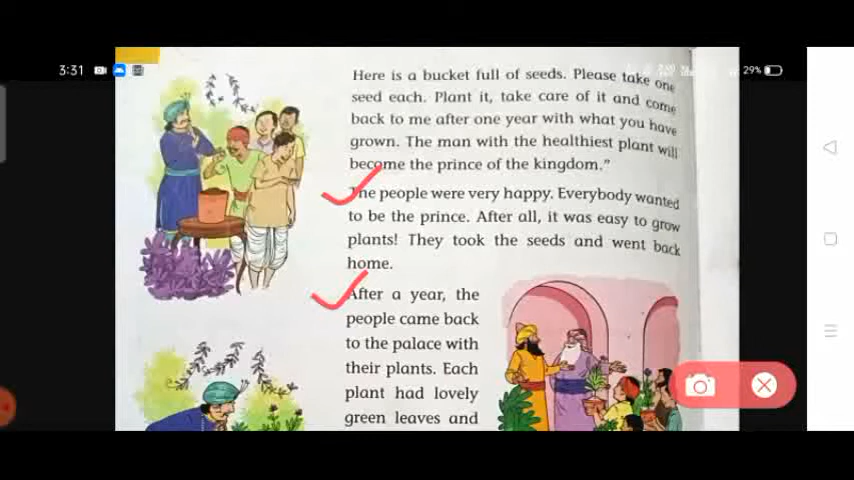 3:31
29%
Here is a bucket full of seeds. Please take one
seed each. Plant it, take care of it and come
back to me after one year with what you have
grown. The man with the healthiest plant will
become the prince of the kingdom."
The people were very happy. Everybody wanted
to be the prince. After all, it was easy to grow
plants! They took the seeds and went back
home.
After a year, the
people came back
to the palace with
their plants. Each
plant had lovely
green leaves and